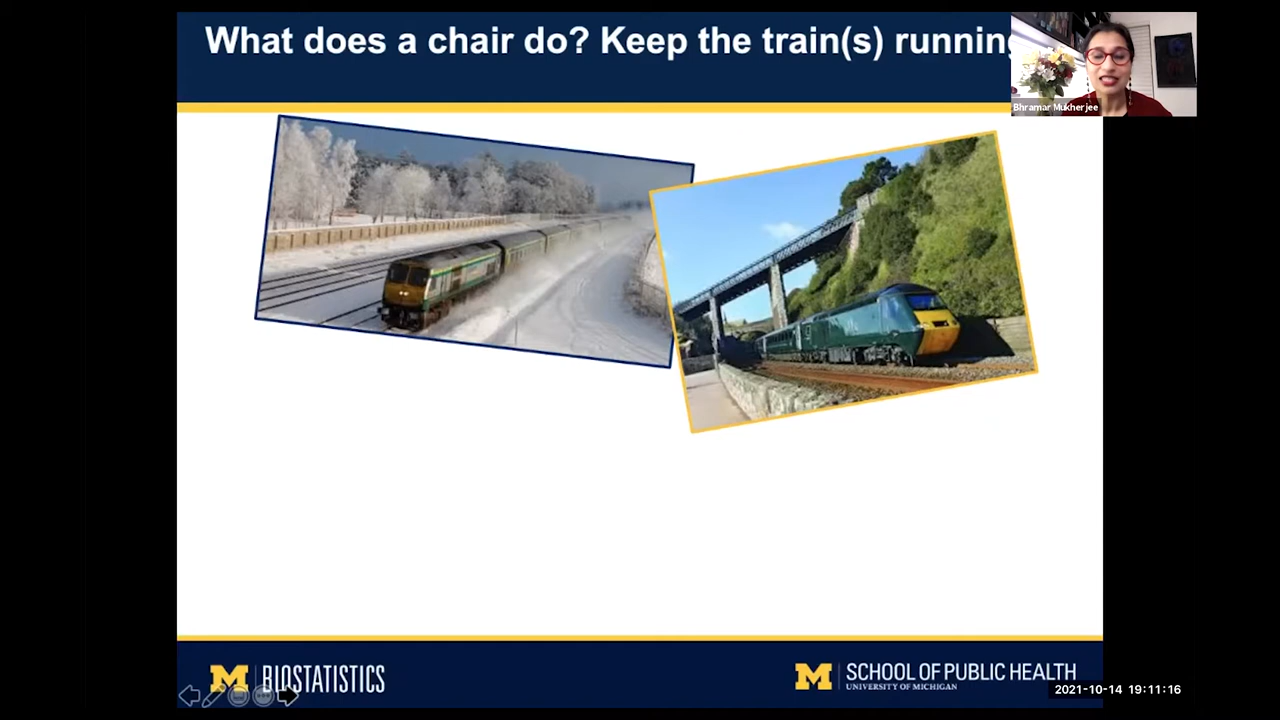 What does a chair do? Keep the train(s) running
Bhramar Mukherjee
M BIOSTATISTICS
M SCHOOL OF PUBLIC HEALTH
UNIVERSITY OF MICHIGAN
2021-10-14 19:11:16